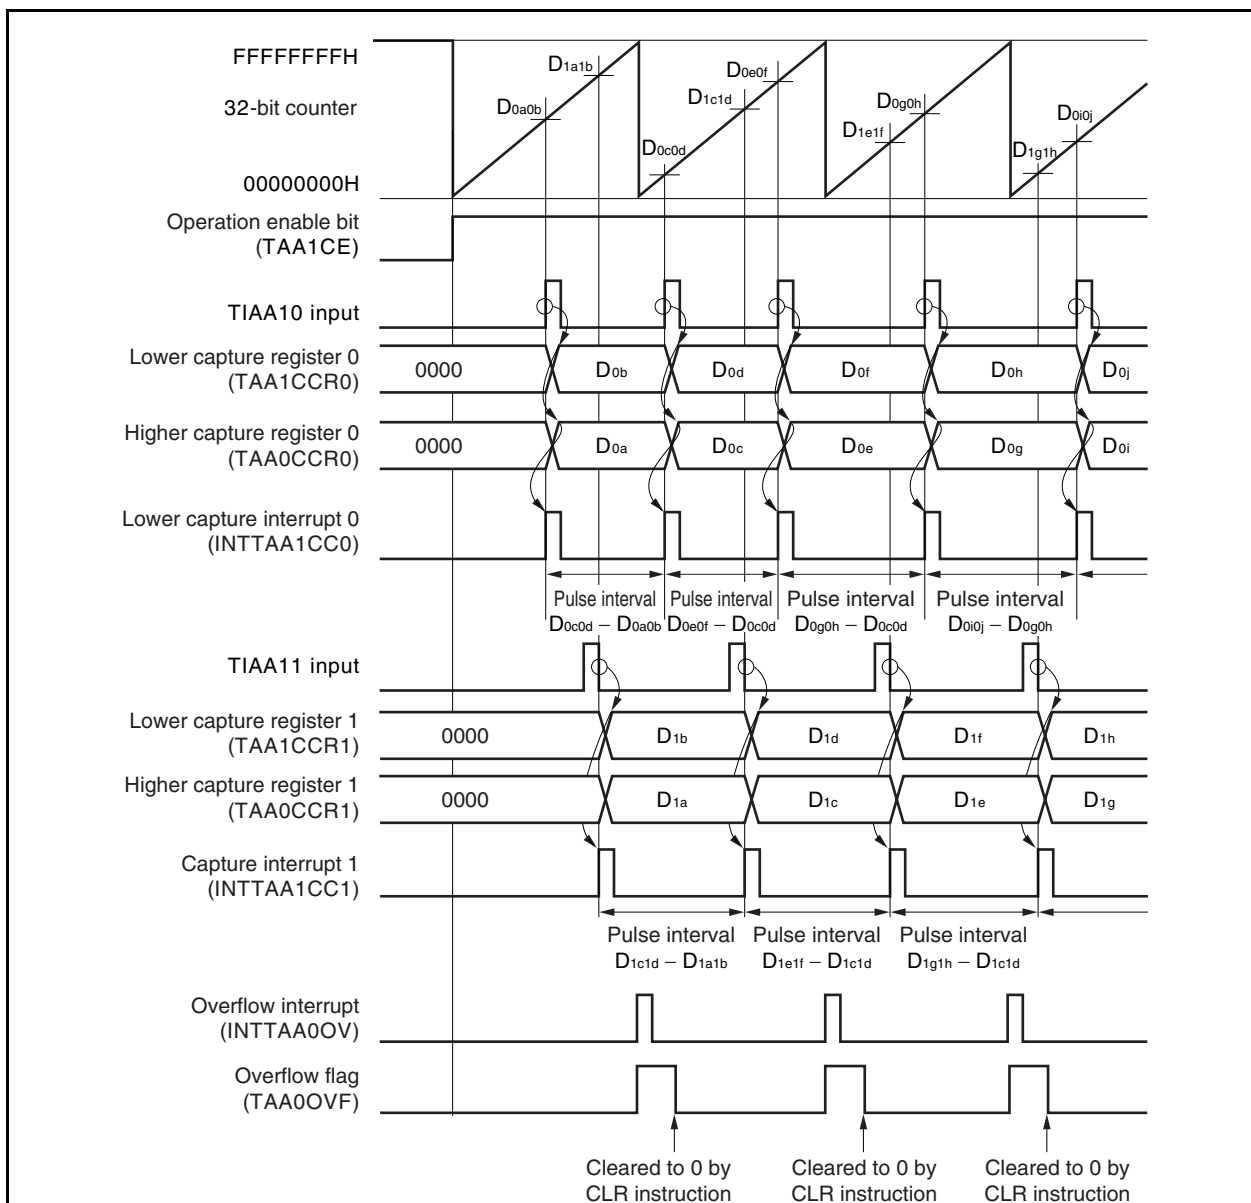 FFFFFFFFH
32-bit counter
00000000H
D0a0b
D1a1b
D0c0d
D1c1d
D0e0f
D1e1f
D0g0h
D1g1h
D0i0j
Operation enable bit
(TAA1CE)
TIAA10 input
Lower capture register 0
(TAA1CCR0)
0000 D0b D0d D0f D0h D0j
Higher capture register 0
(TAA0CCR0)
0000 D0a D0c D0e D0g D0i
Lower capture interrupt 0
(INTTAA1CC0)
Pulse interval Pulse interval Pulse interval Pulse interval
D0c0d – D0a0b D0e0f – D0c0d D0g0h – D0c0d D0i0j – D0g0h
TIAA11 input
Lower capture register 1
(TAA1CCR1)
0000 D1b D1d D1f D1h
Higher capture register 1
(TAA0CCR1)
0000 D1a D1c D1e D1g
Capture interrupt 1
(INTTAA1CC1)
Pulse interval Pulse interval Pulse interval
D1c1d – D1a1b D1e1f – D1c1d D1g1h – D1c1d
Overflow interrupt
(INTTAA0OV)
Overflow flag
(TAA0OVF)
Cleared to 0 by Cleared to 0 by Cleared to 0 by
CLR instruction CLR instruction CLR instruction